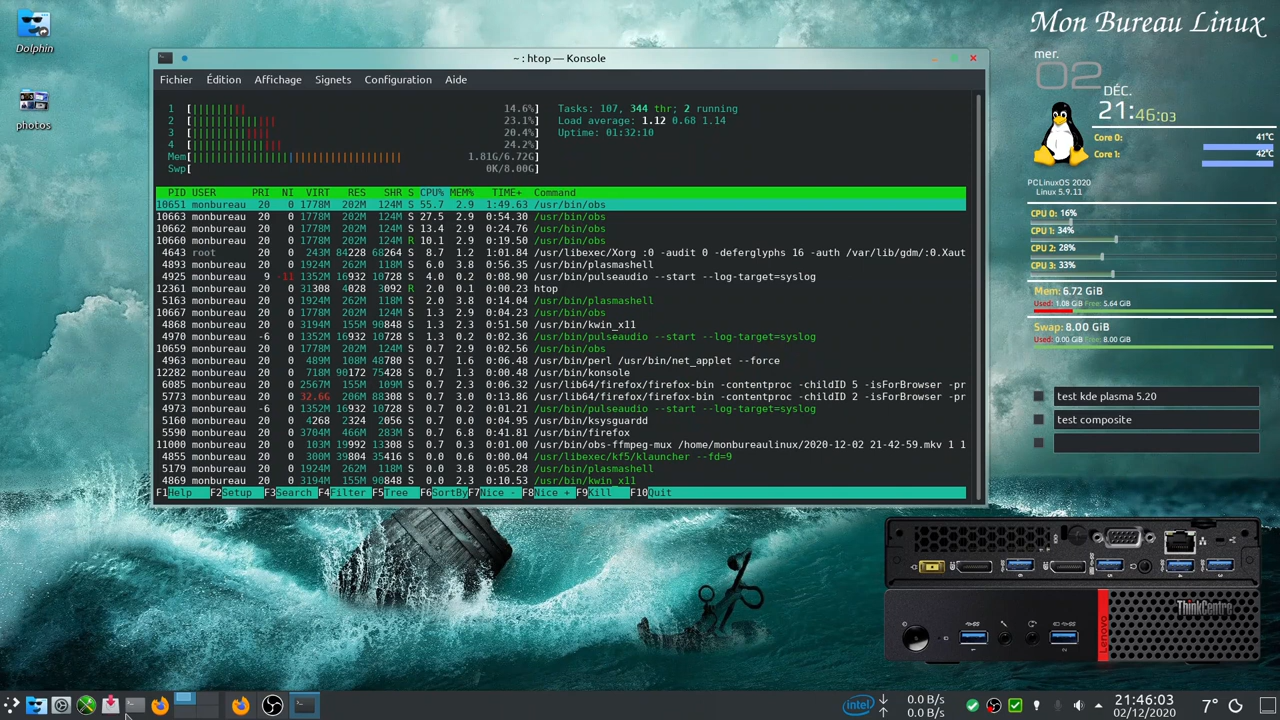 Mon Bureau Linux
Dolphin
photos
~ : htop — Konsole
Fichier Édition Affichage Signets Configuration Aide
1 [|||||||||| 14.6%] Tasks: 107, 344 thr; 2 running
2 [|||||||||||||||| 23.1%] Load average: 1.12 0.68 1.14
3 [||||||||||||||| 20.4%] Uptime: 01:32:10
4 [||||||||||||||||| 24.2%]
Mem[||||||||||||||||||||||||||||||||||||||| 1.81G/6.72G]
Swp[ 0K/8.00G]
PID USER PRI NI VIRT RES SHR S CPU% MEM% TIME+ Command
10651 monbureau 20 0 1778M 202M 124M S 55.7 2.9 1:49.63 /usr/bin/obs
10663 monbureau 20 0 1778M 202M 124M S 27.5 2.9 0:54.30 /usr/bin/obs
10662 monbureau 20 0 1778M 202M 124M S 13.4 2.9 0:24.76 /usr/bin/obs
10660 monbureau 20 0 1778M 202M 124M R 10.1 2.9 0:19.50 /usr/bin/obs
4643 root 20 0 243M 84220 68264 S 8.7 1.2 1:01.84 /usr/libexec/Xorg :0 -audit 0 -deferglyphs 16 -auth /var/lib/gdm/:0.Xaut
4893 monbureau 20 0 1924M 262M 118M S 6.0 3.8 0:56.35 /usr/bin/plasmashell
4925 monbureau 9 -11 1352M 16932 10728 S 4.0 0.2 0:08.90 /usr/bin/pulseaudio --start --log-target=syslog
12361 monbureau 20 0 31308 4028 3092 R 2.0 0.1 0:00.23 htop
5163 monbureau 20 0 1924M 262M 118M S 2.0 3.8 0:14.04 /usr/bin/plasmashell
10667 monbureau 20 0 1778M 202M 124M S 1.3 2.9 0:04.23 /usr/bin/obs
4868 monbureau 20 0 3194M 155M 90848 S 1.3 2.3 0:51.50 /usr/bin/kwin_x11
4970 monbureau -6 0 1352M 16932 10728 S 1.3 0.2 0:02.36 /usr/bin/pulseaudio --start --log-target=syslog
10659 monbureau 20 0 1778M 202M 124M S 0.7 2.9 0:02.56 /usr/bin/obs
4963 monbureau 20 0 489M 108M 48780 S 0.7 1.6 0:06.48 /usr/bin/perl /usr/bin/net_applet --force
12282 monbureau 20 0 718M 90172 75428 S 0.7 1.3 0:00.48 /usr/bin/konsole
6085 monbureau 20 0 2567M 155M 109M S 0.7 2.3 0:06.32 /usr/lib64/firefox/firefox-bin -contentproc -childID 5 -isForBrowser -pr
5773 monbureau 20 0 32.6G 206M 88308 S 0.7 3.0 0:13.86 /usr/lib64/firefox/firefox-bin -contentproc -childID 2 -isForBrowser -pr
4973 monbureau -6 0 1352M 16932 10728 S 0.7 0.2 0:01.21 /usr/bin/pulseaudio --start --log-target=syslog
5160 monbureau 20 0 4268 2324 2056 S 0.7 0.0 0:04.95 /usr/bin/ksysguardd
5590 monbureau 20 0 3704M 466M 283M S 0.7 6.8 0:41.81 /usr/bin/firefox
11000 monbureau 20 0 103M 19992 13308 S 0.7 0.3 0:01.00 /usr/bin/obs-ffmpeg-mux /home/monbureaulinux/2020-12-02 21-42-59.mkv 1 1
4855 monbureau 20 0 300M 39804 35416 S 0.0 0.6 0:00.04 /usr/libexec/kf5/klauncher --fd=9
5179 monbureau 20 0 1924M 262M 118M S 0.0 3.8 0:05.28 /usr/bin/plasmashell
4869 monbureau 20 0 3194M 155M 90848 S 0.0 2.3 0:10.53 /usr/bin/kwin_x11
F1Help F2Setup F3Search F4Filter F5Tree F6SortBy F7Nice - F8Nice + F9Kill F10Quit
mer.
02
DÉC.
21:46:03
Core 0: 41°C
Core 1: 42°C
PCLinuxOS 2020
Linux 5.9.11
CPU 0: 16%
CPU 1: 34%
CPU 2: 28%
CPU 3: 33%
Mem: 6.72 GiB
Used: 1.08 GiB Free: 5.64 GiB
Swap: 8.00 GiB
Used: 0.00 GiB Free: 8.00 GiB
test kde plasma 5.20
test composite
ThinkCentre
Lenovo
intel
0.0 B/s
0.0 B/s
21:46:03
02/12/2020
7°